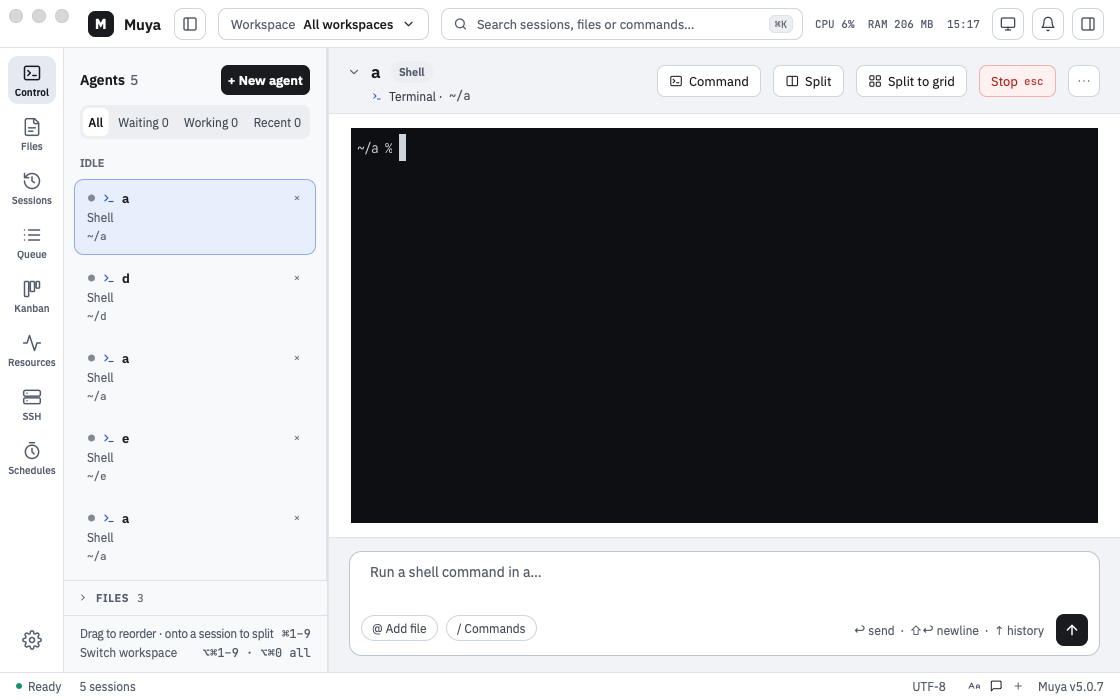 M Muya Workspace All workspaces Search sessions, files or commands... ⌘K CPU 6% RAM 206 MB 15:17
Control
Files
Sessions
Queue
Kanban
Resources
SSH
Schedules
Agents 5 + New agent
All Waiting 0 Working 0 Recent 0
IDLE
a ×
Shell
~/a
d ×
Shell
~/d
a ×
Shell
~/a
e ×
Shell
~/e
a ×
Shell
~/a
FILES 3
Drag to reorder · onto a session to split ⌘1–9
Switch workspace ⌥⌘1–9 · ⌥⌘0 all
a Shell
Terminal · ~/a
Command Split Split to grid Stop esc ···
~/a %
Run a shell command in a...
@ Add file / Commands
↩ send · ⇧↩ newline · ↑ history
Ready 5 sessions UTF-8 Aa + Muya v5.0.7